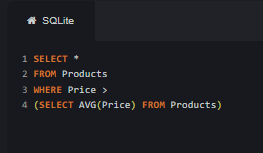 SQLite
1 SELECT *
2 FROM Products
3 WHERE Price >
4 (SELECT AVG(Price) FROM Products)